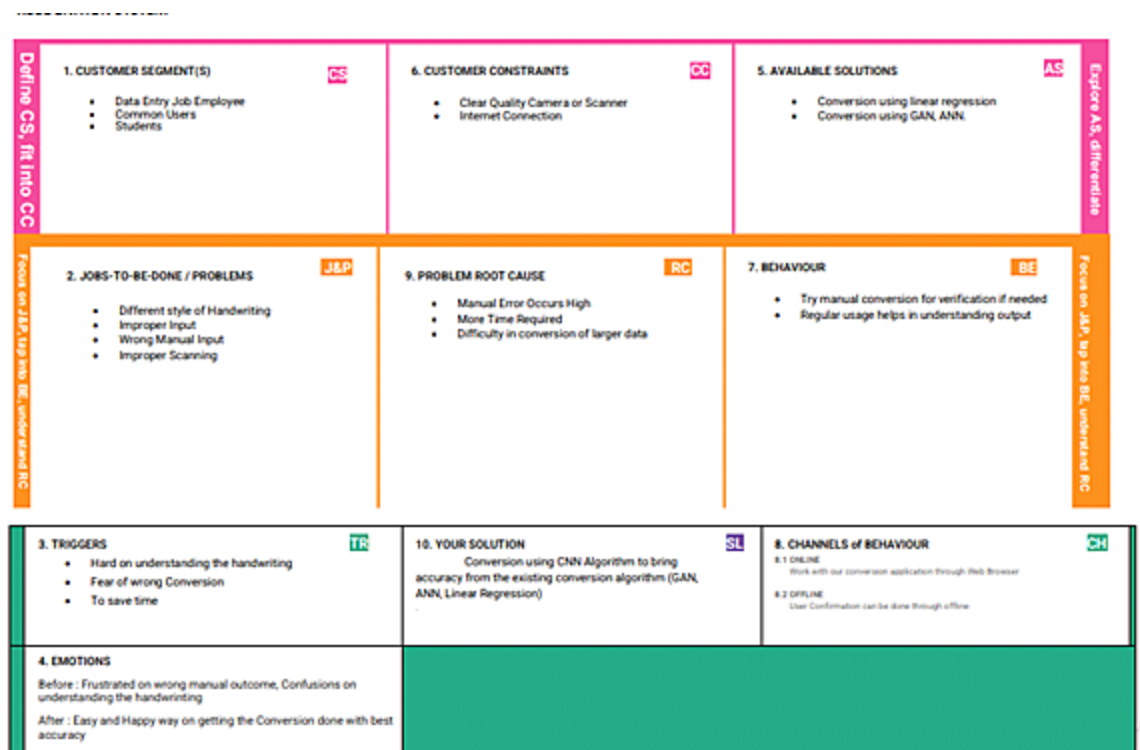 Define CS, fit into CC
1. CUSTOMER SEGMENT(S)
CS
• Data Entry Job Employee
• Common Users
• Students
6. CUSTOMER CONSTRAINTS
CC
• Clear Quality Camera or Scanner
• Internet Connection
5. AVAILABLE SOLUTIONS
AS
• Conversion using linear regression
• Conversion using GAN, ANN.
Explore AS, differentiate
Focus on J&P, tap into BE, understand RC
2. JOBS-TO-BE-DONE / PROBLEMS
J&P
• Different style of Handwriting
• Improper Input
• Wrong Manual Input
• Improper Scanning
9. PROBLEM ROOT CAUSE
RC
• Manual Error Occurs High
• More Time Required
• Difficulty in conversion of larger data
7. BEHAVIOUR
BE
• Try manual conversion for verification if needed
• Regular usage helps in understanding output
Focus on J&P, tap into BE, understand RC
3. TRIGGERS
TR
• Hard on understanding the handwriting
• Fear of wrong Conversion
• To save time
10. YOUR SOLUTION
SL
Conversion using CNN Algorithm to bring
accuracy from the existing conversion algorithm (GAN,
ANN, Linear Regression)
8. CHANNELS of BEHAVIOUR
CH
8.1 ONLINE
Work with our conversion application through Web Browser
8.2 OFFLINE
User Confirmation can be done through offline
4. EMOTIONS
Before : Frustrated on wrong manual outcome, Confusions on
understanding the handwrinting
After : Easy and Happy way on getting the Conversion done with best
accuracy